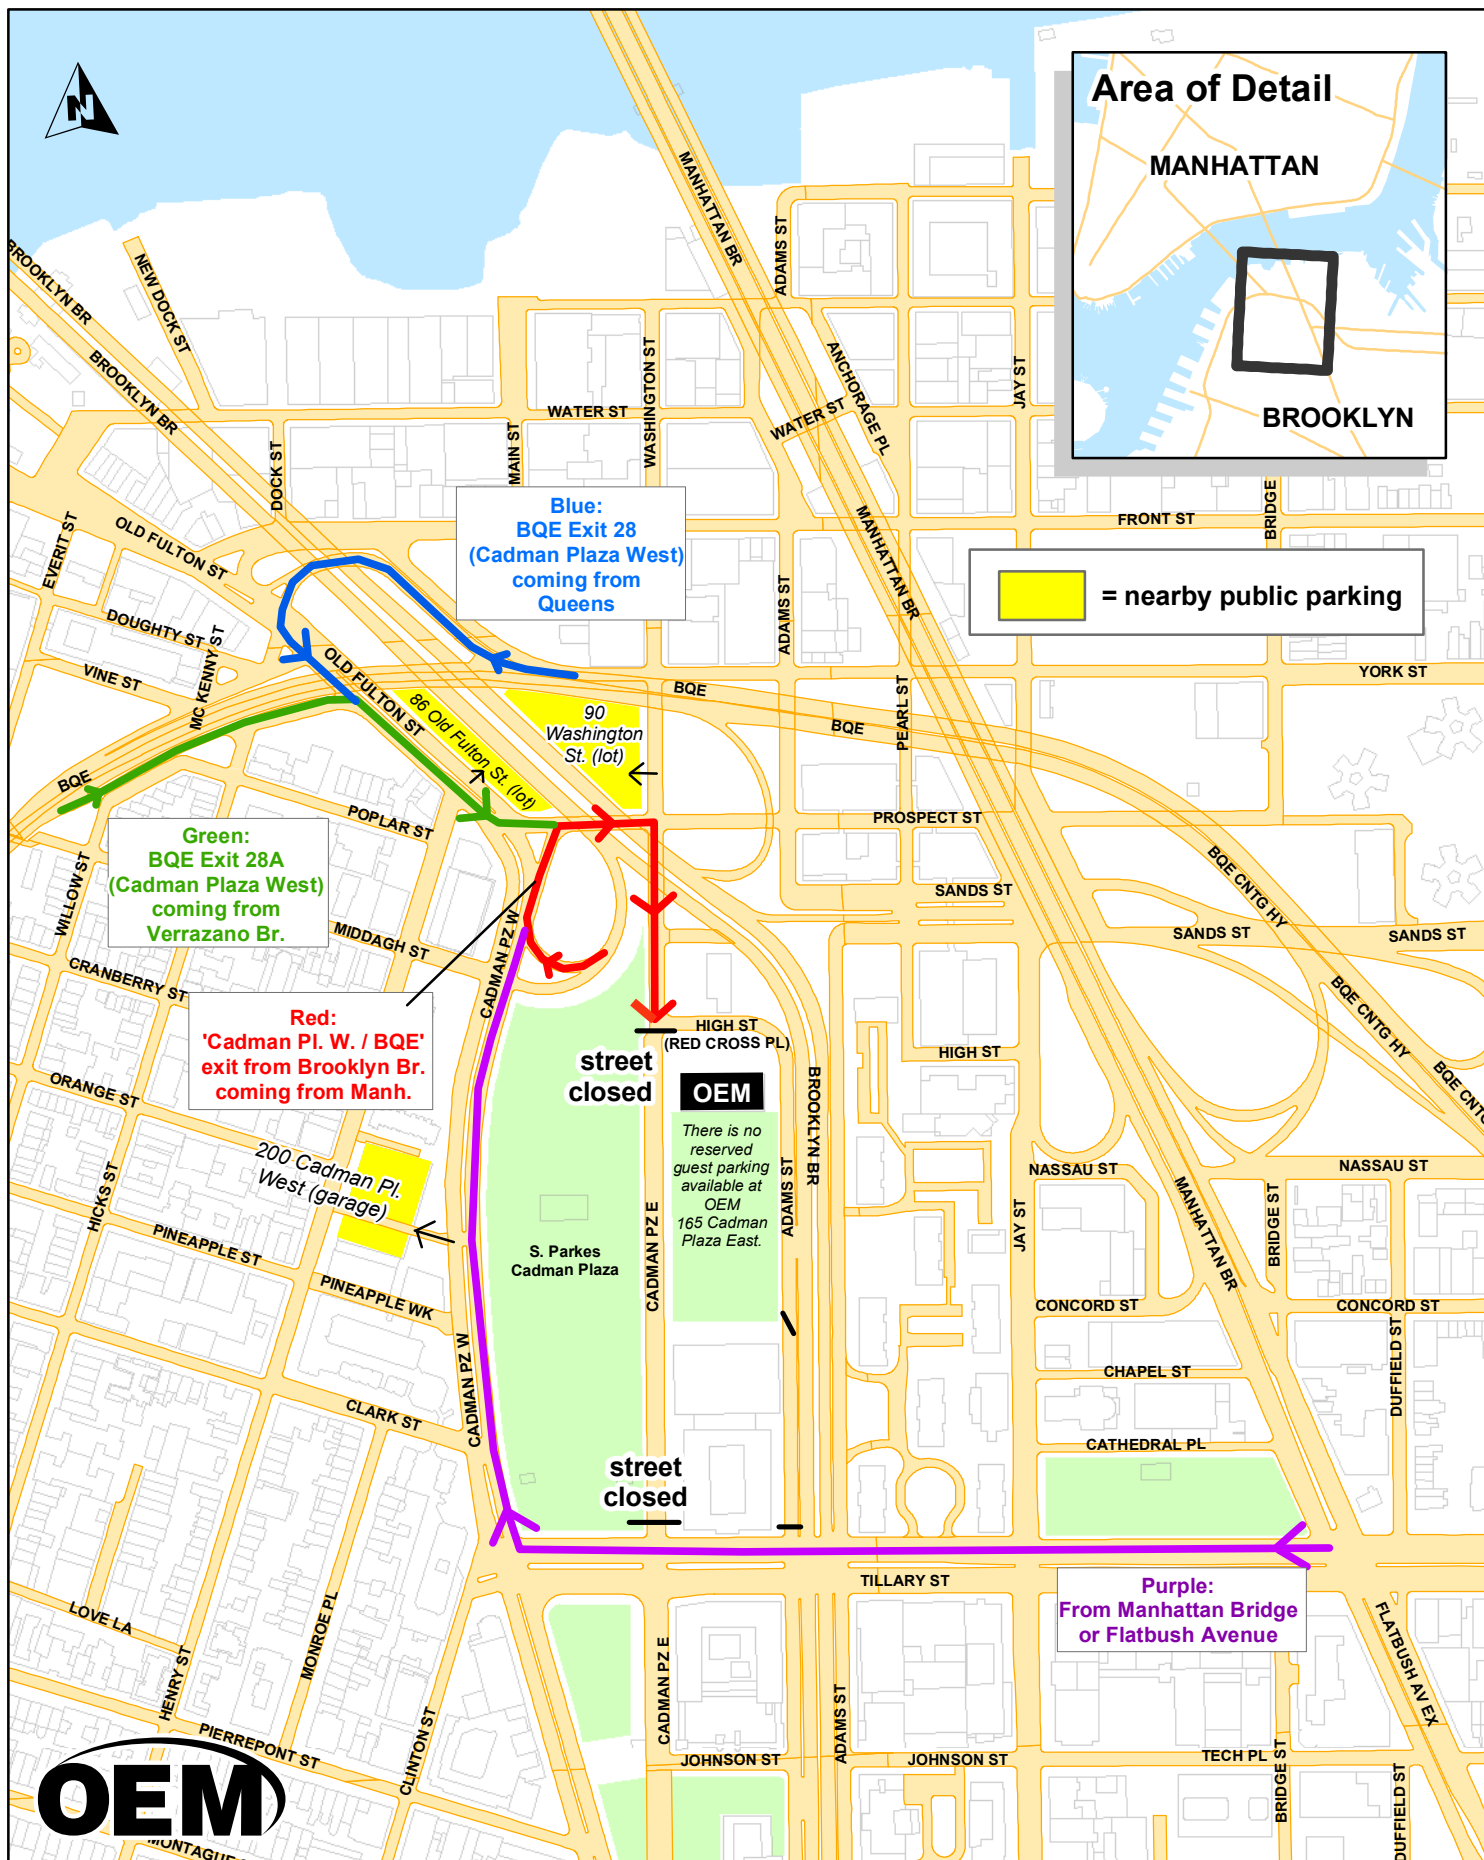 N
Area of Detail
MANHATTAN
BROOKLYN
MANHATTAN BR
ADAMS ST
BROOKLYN BR
NEW DOCK ST
BROOKLYN BR
WASHINGTON ST
ANCHORAGE PL
JAY ST
WATER ST
WATER ST
DOCK ST
MAIN ST
Blue:
BQE Exit 28
(Cadman Plaza West)
coming from
Queens
MANHATTAN BR
FRONT ST
BRIDGE
EVERIT ST
OLD FULTON ST
= nearby public parking
ADAMS ST
DOUGHTY ST
VINE ST
MC KENNY ST
OLD FULTON ST
YORK ST
BQE
BQE
PEARL ST
86 Old Fulton St. (lot)
90
Washington
St. (lot)
BQE
POPLAR ST
PROSPECT ST
Green:
BQE Exit 28A
(Cadman Plaza West)
coming from
Verrazano Br.
WILLOW ST
BQE CNTG HY
SANDS ST
SANDS ST
SANDS ST
MIDDAGH ST
CADMAN PZ W
CRANBERRY ST
BQE CNTG HY
Red:
'Cadman Pl. W. / BQE'
exit from Brooklyn Br.
coming from Manh.
HIGH ST
(RED CROSS PL)
HIGH ST
street
closed
OEM
There is no
reserved
guest parking
available at
OEM
165 Cadman
Plaza East.
BROOKLYN BR
BQE CNTG
ORANGE ST
200 Cadman Pl.
West (garage)
HICKS ST
ADAMS ST
NASSAU ST
NASSAU ST
MANHATTAN BR
JAY ST
BRIDGE ST
PINEAPPLE ST
S. Parkes
Cadman Plaza
CADMAN PZ E
PINEAPPLE WK
CONCORD ST
CONCORD ST
CADMAN PZ W
CHAPEL ST
DUFFIELD ST
CLARK ST
CATHEDRAL PL
street
closed
TILLARY ST
Purple:
From Manhattan Bridge
or Flatbush Avenue
LOVE LA
MONROE PL
HENRY ST
CADMAN PZ E
FLATBUSH AV EX
PIERREPONT ST
CLINTON ST
ADAMS ST
JOHNSON ST
JOHNSON ST
TECH PL
BRIDGE ST
DUFFIELD ST
OEM
MONTAGUE